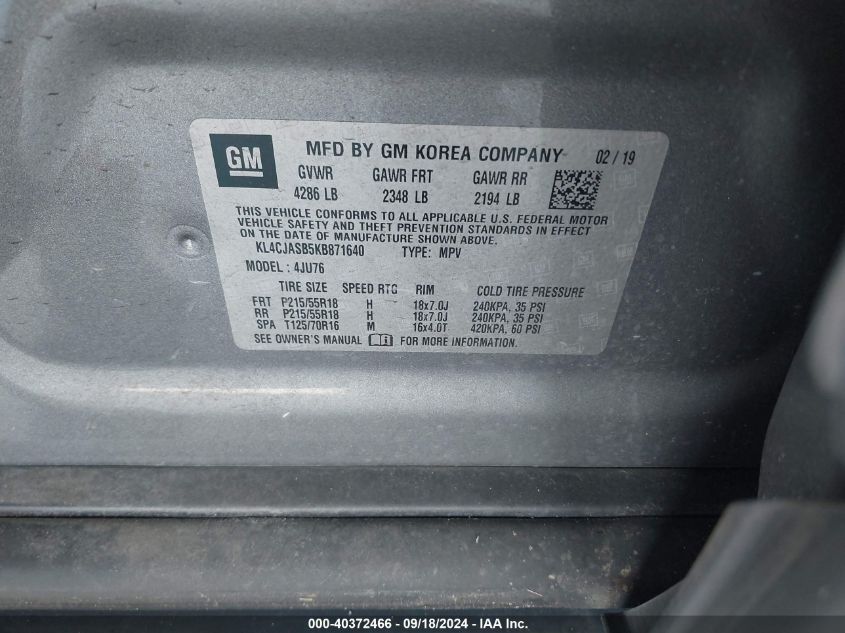 GM
MFD BY GM KOREA COMPANY 02 / 19
GVWR GAWR FRT GAWR RR
4286 LB 2348 LB 2194 LB
THIS VEHICLE CONFORMS TO ALL APPLICABLE U.S. FEDERAL MOTOR
VEHICLE SAFETY AND THEFT PREVENTION STANDARDS IN EFFECT
ON THE DATE OF MANUFACTURE SHOWN ABOVE.
KL4CJASB5KB871640 TYPE: MPV
MODEL : 4JU76
TIRE SIZE SPEED RTG RIM COLD TIRE PRESSURE
FRT P215/55R18 H 18x7.0J 240KPA, 35 PSI
RR P215/55R18 H 18x7.0J 240KPA, 35 PSI
SPA T125/70R16 M 16x4.0T 420KPA, 60 PSI
SEE OWNER'S MANUAL FOR MORE INFORMATION.
000-40372466 - 09/18/2024 - IAAI.com